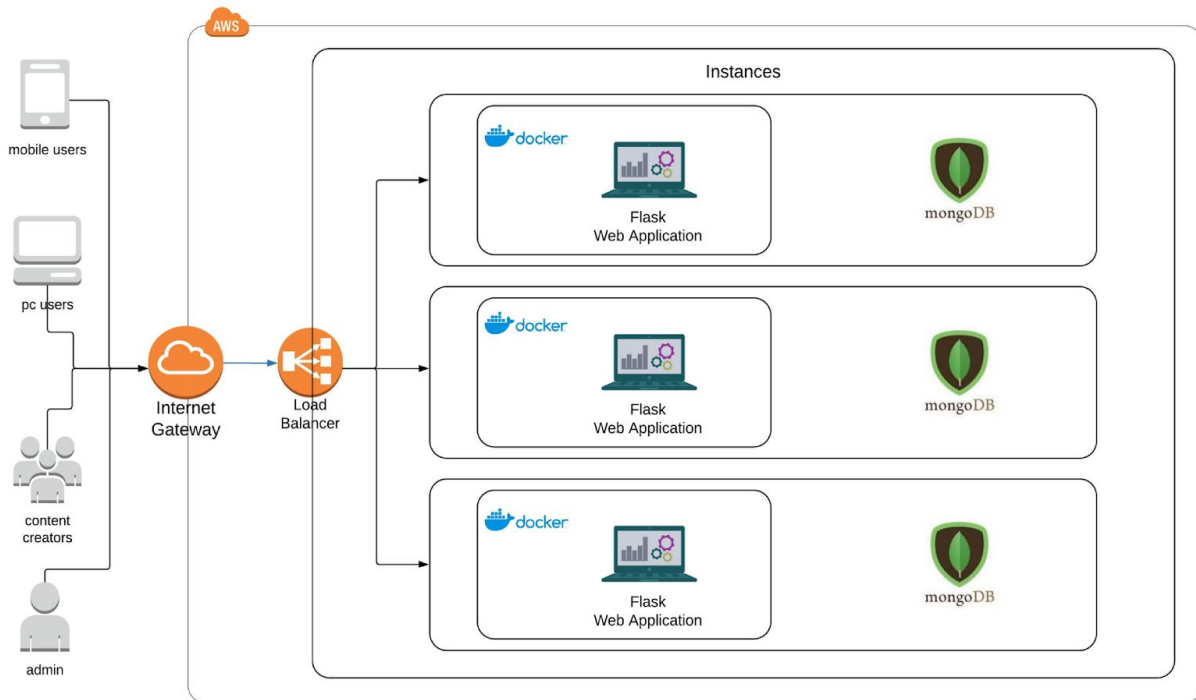 AWS
Instances
mobile users
docker
Flask
Web Application
mongoDB
pc users
docker
Flask
Web Application
mongoDB
Internet
Gateway
Load
Balancer
content
creators
docker
Flask
Web Application
mongoDB
admin